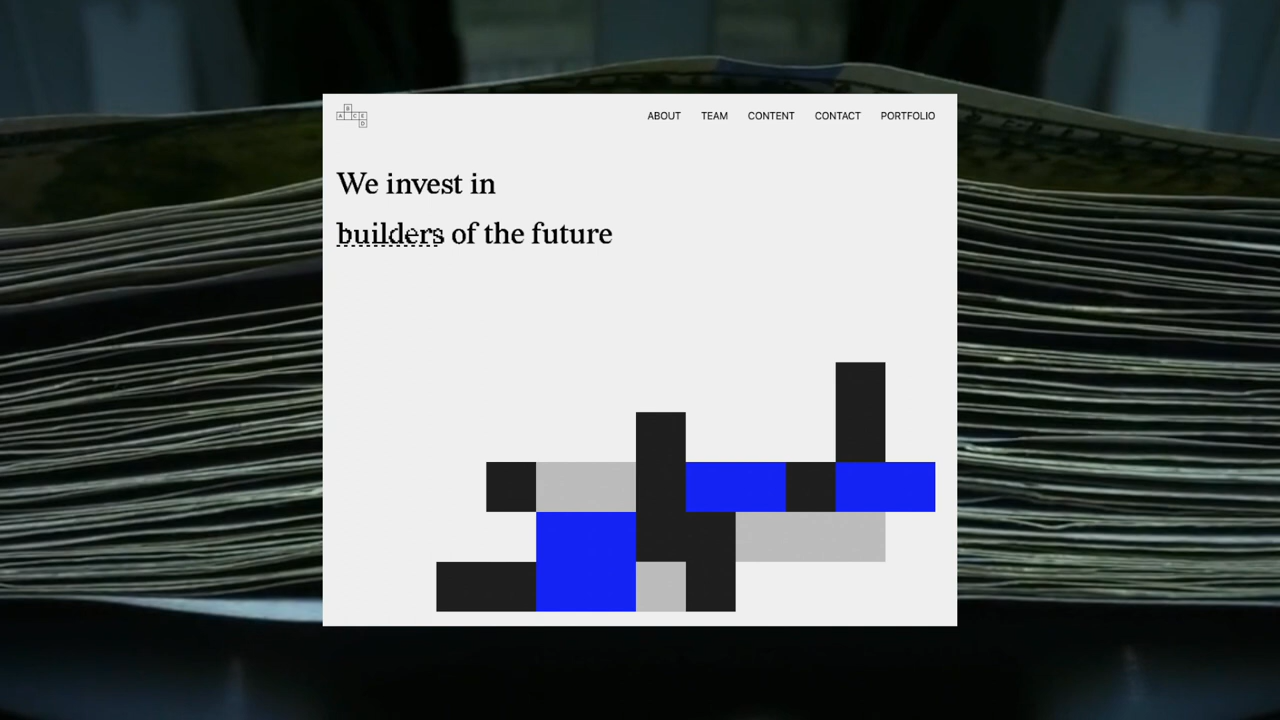 B
A C E
D
ABOUT TEAM CONTENT CONTACT PORTFOLIO
We invest in
builders of the future